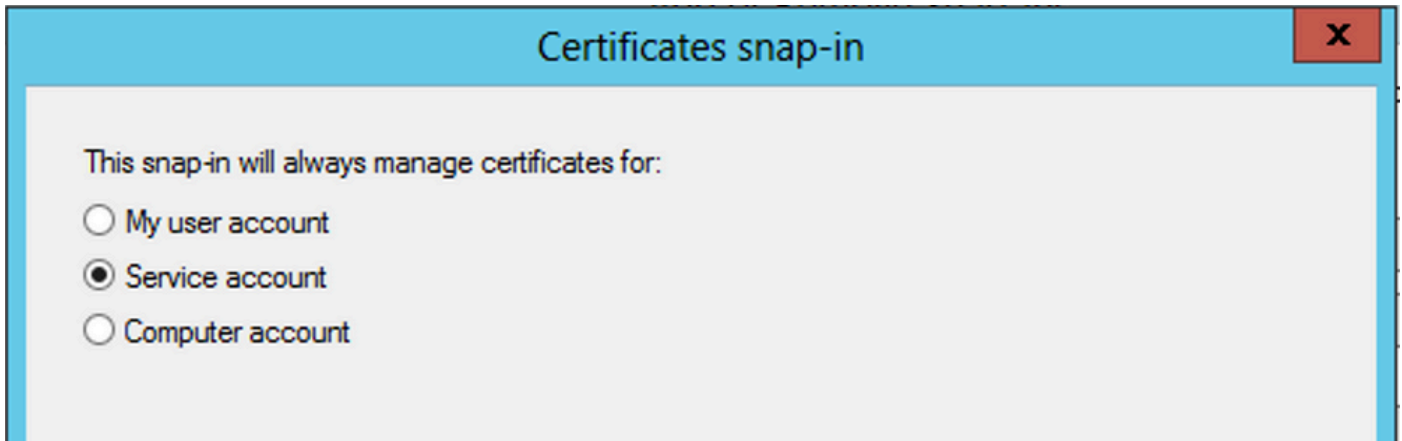 Certificates snap-in
x
This snap-in will always manage certificates for:
My user account
Service account
Computer account